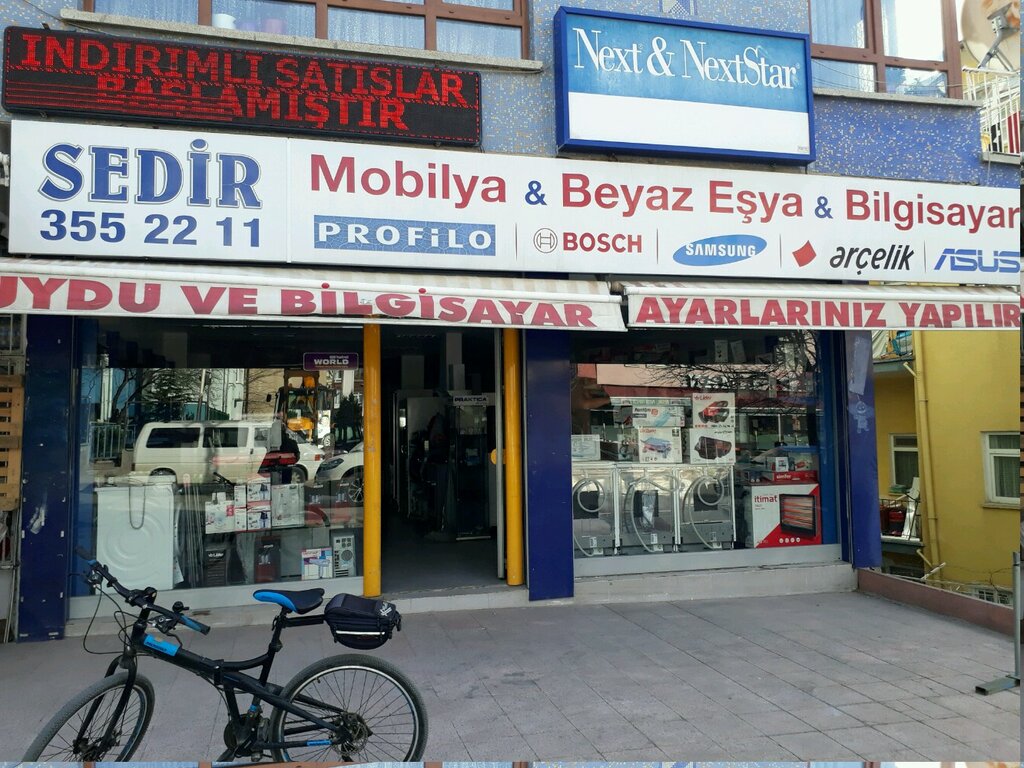 INDIRIMLI SATIŞLAR
BAŞLAMIŞTIR
Next & NextStar
SEDİR
355 22 11
Mobilya & Beyaz Eşya & Bilgisayar
PROFiLO
BOSCH
SAMSUNG
arçelik
ASUS
UYDU VE BİLGİSAYAR
AYARLARINIZ YAPILIR
WORLD
PRAKTICA
simfer
itimat